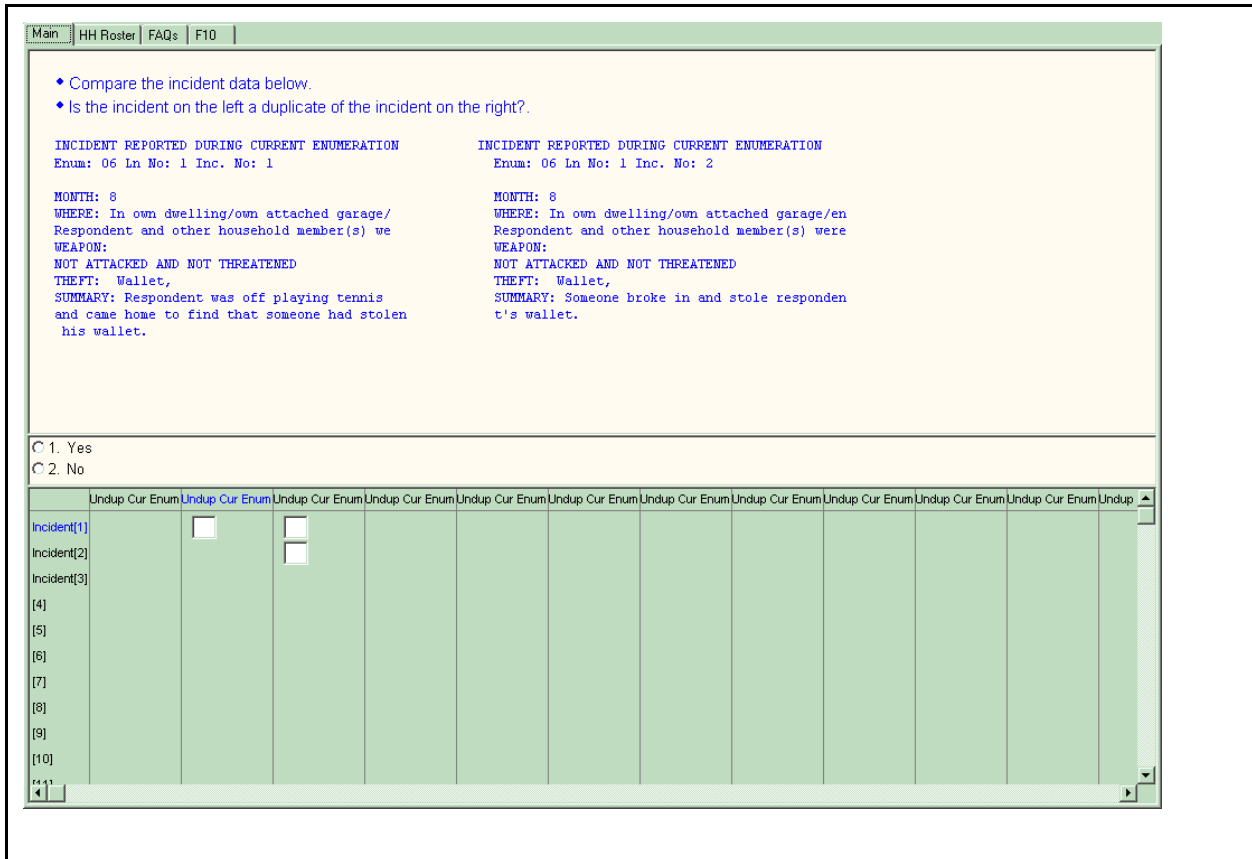 Main HH Roster FAQs F10
Compare the incident data below.
Is the incident on the left a duplicate of the incident on the right?.
INCIDENT REPORTED DURING CURRENT ENUMERATION
Enum: 06 Ln No: 1 Inc. No: 1
MONTH: 8
WHERE: In own dwelling/own attached garage/
Respondent and other household member(s) we
WEAPON:
NOT ATTACKED AND NOT THREATENED
THEFT: Wallet,
SUMMARY: Respondent was off playing tennis
and came home to find that someone had stolen
his wallet.
INCIDENT REPORTED DURING CURRENT ENUMERATION
Enum: 06 Ln No: 1 Inc. No: 2
MONTH: 8
WHERE: In own dwelling/own attached garage/en
Respondent and other household member(s) were
WEAPON:
NOT ATTACKED AND NOT THREATENED
THEFT: Wallet,
SUMMARY: Someone broke in and stole responden
t's wallet.
1. Yes
2. No
Undup Cur Enum Undup Cur Enum Undup Cur Enum Undup Cur Enum Undup Cur Enum Undup Cur Enum Undup Cur Enum Undup Cur Enum Undup Cur Enum Undup Cur Enum Undup Cur Enum Undup
Incident[1]
Incident[2]
Incident[3]
[4]
[5]
[6]
[7]
[8]
[9]
[10]
[11]